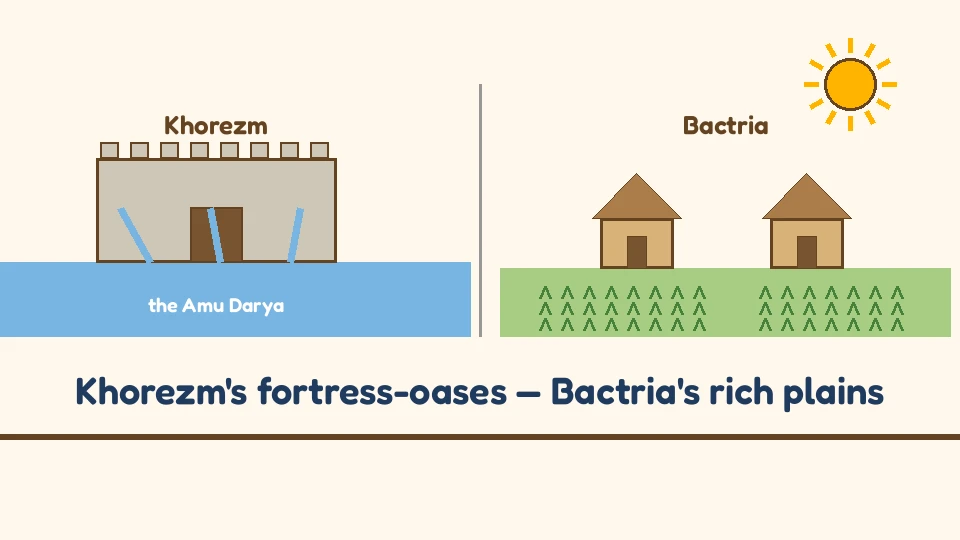 Khorezm
Bactria
the Amu Darya
Khorezm's fortress-oases — Bactria's rich plains